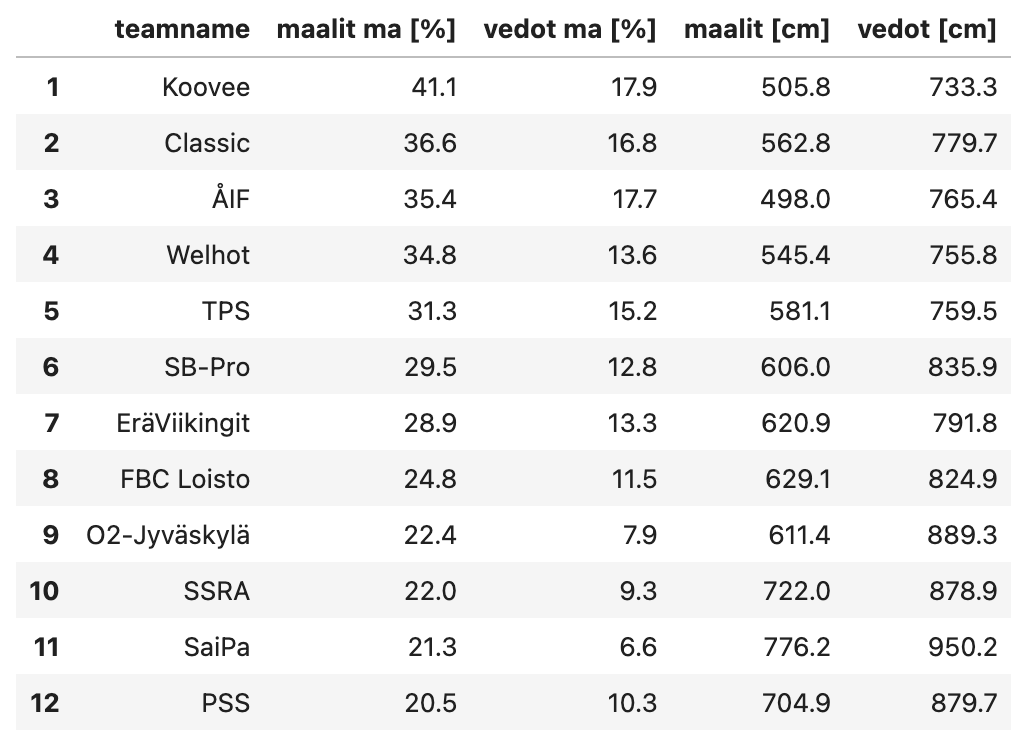 teamname maalit ma [%] vedot ma [%] maalit [cm] vedot [cm]
1 Koovee 41.1 17.9 505.8 733.3
2 Classic 36.6 16.8 562.8 779.7
3 ÅIF 35.4 17.7 498.0 765.4
4 Welhot 34.8 13.6 545.4 755.8
5 TPS 31.3 15.2 581.1 759.5
6 SB-Pro 29.5 12.8 606.0 835.9
7 EräViikingit 28.9 13.3 620.9 791.8
8 FBC Loisto 24.8 11.5 629.1 824.9
9 O2-Jyväskylä 22.4 7.9 611.4 889.3
10 SSRA 22.0 9.3 722.0 878.9
11 SaiPa 21.3 6.6 776.2 950.2
12 PSS 20.5 10.3 704.9 879.7